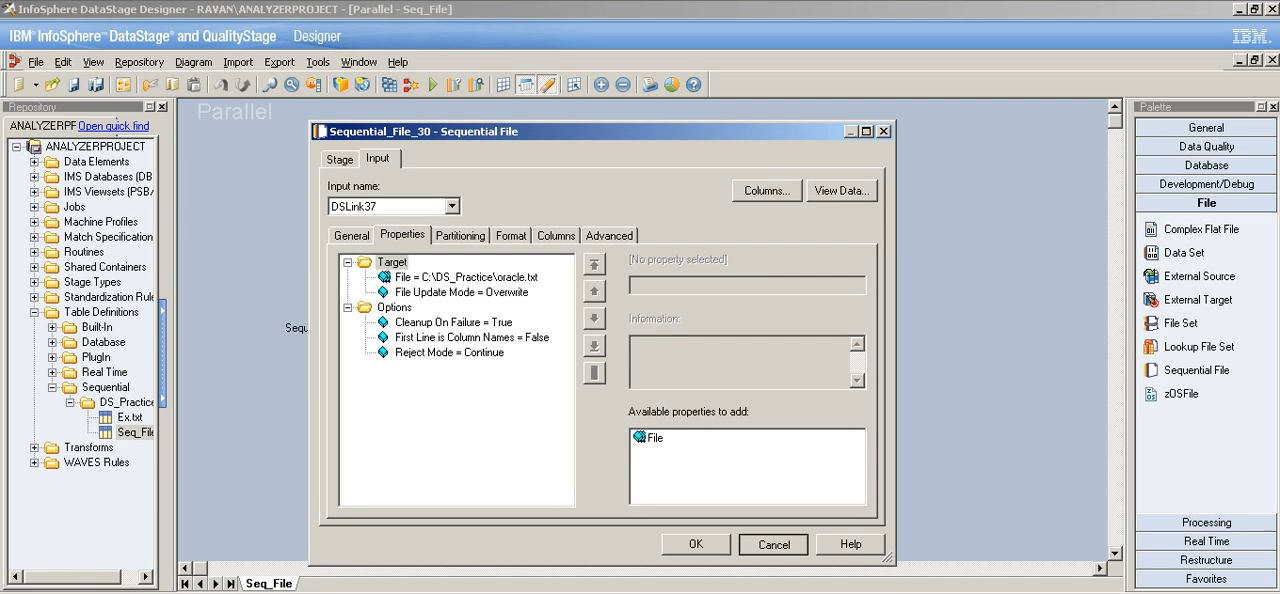 InfoSphere DataStage Designer - RAVAN\ANALYZERPROJECT - [Parallel - Seq_File]
IBM® InfoSphere™ DataStage® and QualityStage Designer
IBM.
File Edit View Repository Diagram Import Export Tools Window Help
Repository
ANALYZERPF Open quick find
ANALYZERPROJECT
Data Elements
IMS Databases (DB
IMS Viewsets (PSB/
Jobs
Machine Profiles
Match Specification
Routines
Shared Containers
Stage Types
Standardization Rule
Table Definitions
Built-In
Database
PlugIn
Real Time
Sequential
DS_Practice
Ex.txt
Seq_File
Transforms
WAVES Rules
Parallel
Sequ
Seq_File
Sequential_File_30 - Sequential File
Stage Input
Input name:
DSLink37
Columns... View Data...
General Properties Partitioning Format Columns Advanced
Target
File = C:\DS_Practice\oracle.txt
File Update Mode = Overwrite
Options
Cleanup On Failure = True
First Line is Column Names = False
Reject Mode = Continue
[No property selected]
Information:
Available properties to add:
File
OK Cancel Help
Palette
General
Data Quality
Database
Development/Debug
File
Complex Flat File
Data Set
External Source
External Target
File Set
Lookup File Set
Sequential File
zOSFile
Processing
Real Time
Restructure
Favorites